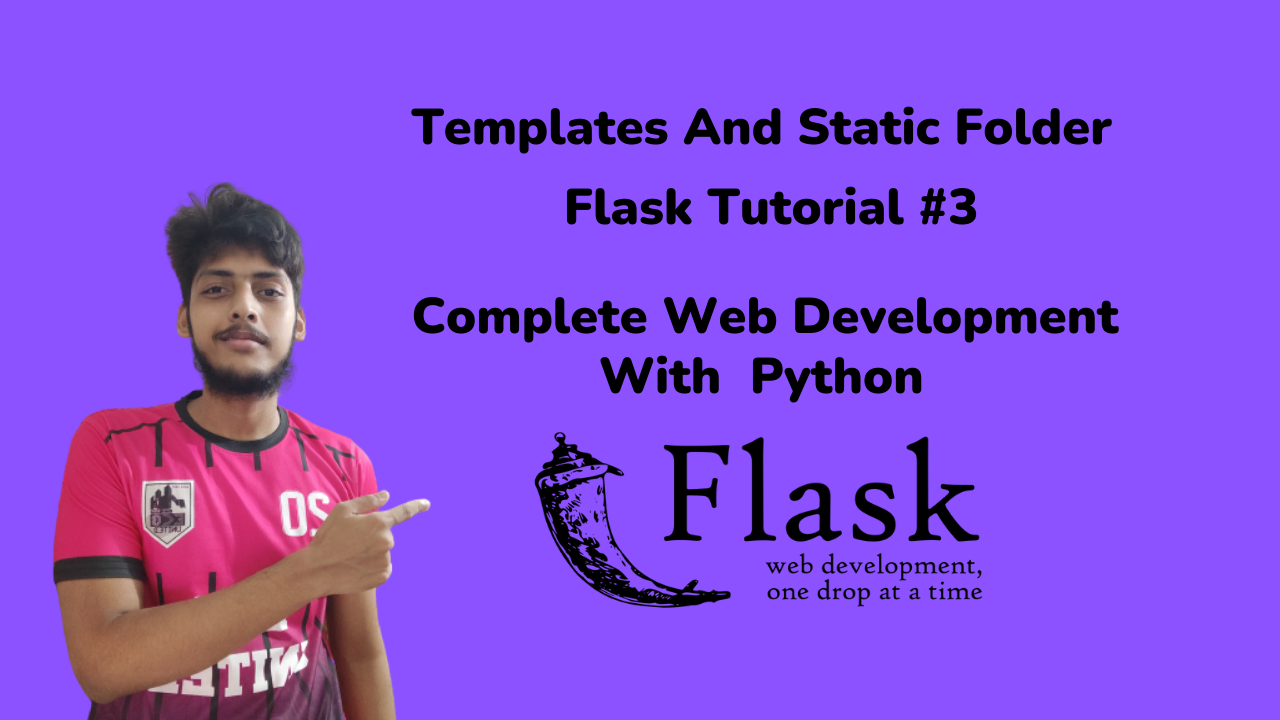 Templates And Static Folder
Flask Tutorial #3
Complete Web Development
With Python
Flask
web development,
one drop at a time